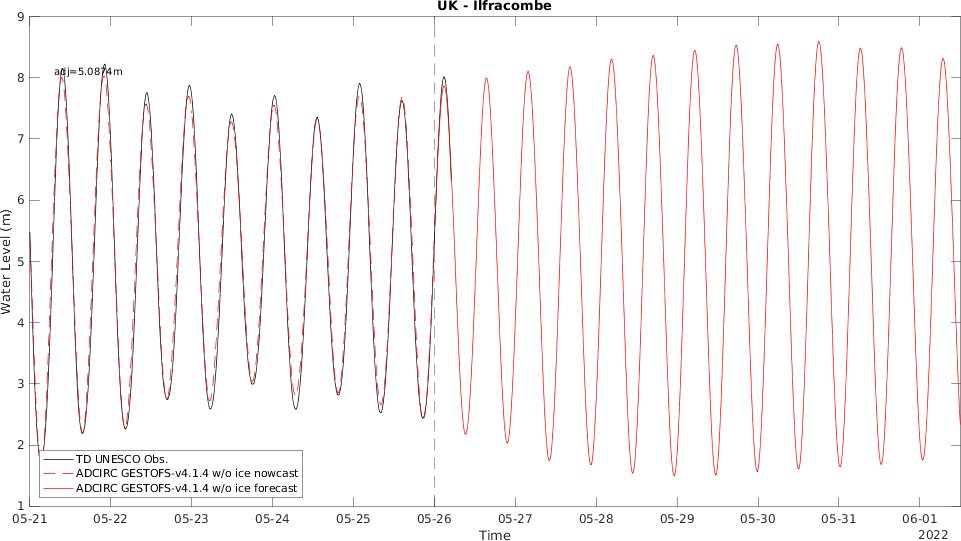 UK - Ilfracombe
9
8
7
6
5
4
3
2
1
Water Level (m)
adj=5.0874m
TD UNESCO Obs.
ADCIRC GESTOFS-v4.1.4 w/o ice nowcast
ADCIRC GESTOFS-v4.1.4 w/o ice forecast
05-21 05-22 05-23 05-24 05-25 05-26 05-27 05-28 05-29 05-30 05-31 06-01
2022
Time